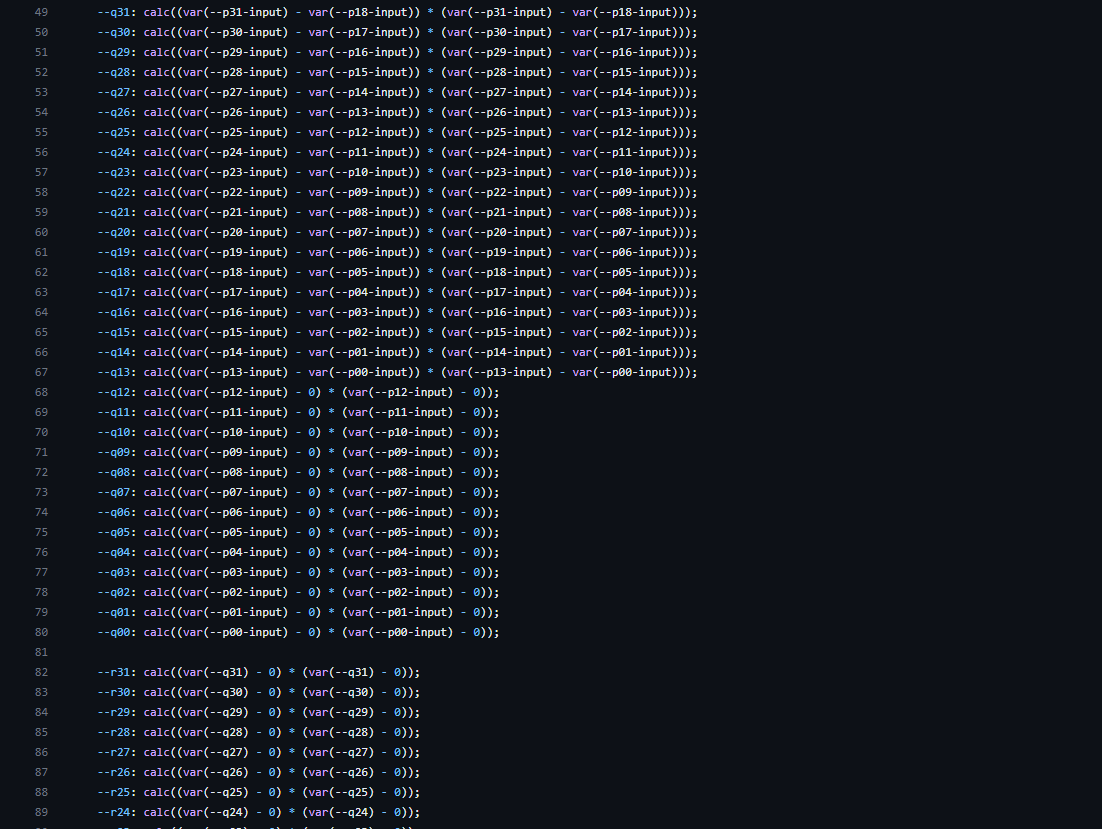 49 --q31: calc((var(--p31-input) - var(--p18-input)) * (var(--p31-input) - var(--p18-input)));
50 --q30: calc((var(--p30-input) - var(--p17-input)) * (var(--p30-input) - var(--p17-input)));
51 --q29: calc((var(--p29-input) - var(--p16-input)) * (var(--p29-input) - var(--p16-input)));
52 --q28: calc((var(--p28-input) - var(--p15-input)) * (var(--p28-input) - var(--p15-input)));
53 --q27: calc((var(--p27-input) - var(--p14-input)) * (var(--p27-input) - var(--p14-input)));
54 --q26: calc((var(--p26-input) - var(--p13-input)) * (var(--p26-input) - var(--p13-input)));
55 --q25: calc((var(--p25-input) - var(--p12-input)) * (var(--p25-input) - var(--p12-input)));
56 --q24: calc((var(--p24-input) - var(--p11-input)) * (var(--p24-input) - var(--p11-input)));
57 --q23: calc((var(--p23-input) - var(--p10-input)) * (var(--p23-input) - var(--p10-input)));
58 --q22: calc((var(--p22-input) - var(--p09-input)) * (var(--p22-input) - var(--p09-input)));
59 --q21: calc((var(--p21-input) - var(--p08-input)) * (var(--p21-input) - var(--p08-input)));
60 --q20: calc((var(--p20-input) - var(--p07-input)) * (var(--p20-input) - var(--p07-input)));
61 --q19: calc((var(--p19-input) - var(--p06-input)) * (var(--p19-input) - var(--p06-input)));
62 --q18: calc((var(--p18-input) - var(--p05-input)) * (var(--p18-input) - var(--p05-input)));
63 --q17: calc((var(--p17-input) - var(--p04-input)) * (var(--p17-input) - var(--p04-input)));
64 --q16: calc((var(--p16-input) - var(--p03-input)) * (var(--p16-input) - var(--p03-input)));
65 --q15: calc((var(--p15-input) - var(--p02-input)) * (var(--p15-input) - var(--p02-input)));
66 --q14: calc((var(--p14-input) - var(--p01-input)) * (var(--p14-input) - var(--p01-input)));
67 --q13: calc((var(--p13-input) - var(--p00-input)) * (var(--p13-input) - var(--p00-input)));
68 --q12: calc((var(--p12-input) - 0) * (var(--p12-input) - 0));
69 --q11: calc((var(--p11-input) - 0) * (var(--p11-input) - 0));
70 --q10: calc((var(--p10-input) - 0) * (var(--p10-input) - 0));
71 --q09: calc((var(--p09-input) - 0) * (var(--p09-input) - 0));
72 --q08: calc((var(--p08-input) - 0) * (var(--p08-input) - 0));
73 --q07: calc((var(--p07-input) - 0) * (var(--p07-input) - 0));
74 --q06: calc((var(--p06-input) - 0) * (var(--p06-input) - 0));
75 --q05: calc((var(--p05-input) - 0) * (var(--p05-input) - 0));
76 --q04: calc((var(--p04-input) - 0) * (var(--p04-input) - 0));
77 --q03: calc((var(--p03-input) - 0) * (var(--p03-input) - 0));
78 --q02: calc((var(--p02-input) - 0) * (var(--p02-input) - 0));
79 --q01: calc((var(--p01-input) - 0) * (var(--p01-input) - 0));
80 --q00: calc((var(--p00-input) - 0) * (var(--p00-input) - 0));
81
82 --r31: calc((var(--q31) - 0) * (var(--q31) - 0));
83 --r30: calc((var(--q30) - 0) * (var(--q30) - 0));
84 --r29: calc((var(--q29) - 0) * (var(--q29) - 0));
85 --r28: calc((var(--q28) - 0) * (var(--q28) - 0));
86 --r27: calc((var(--q27) - 0) * (var(--q27) - 0));
87 --r26: calc((var(--q26) - 0) * (var(--q26) - 0));
88 --r25: calc((var(--q25) - 0) * (var(--q25) - 0));
89 --r24: calc((var(--q24) - 0) * (var(--q24) - 0));